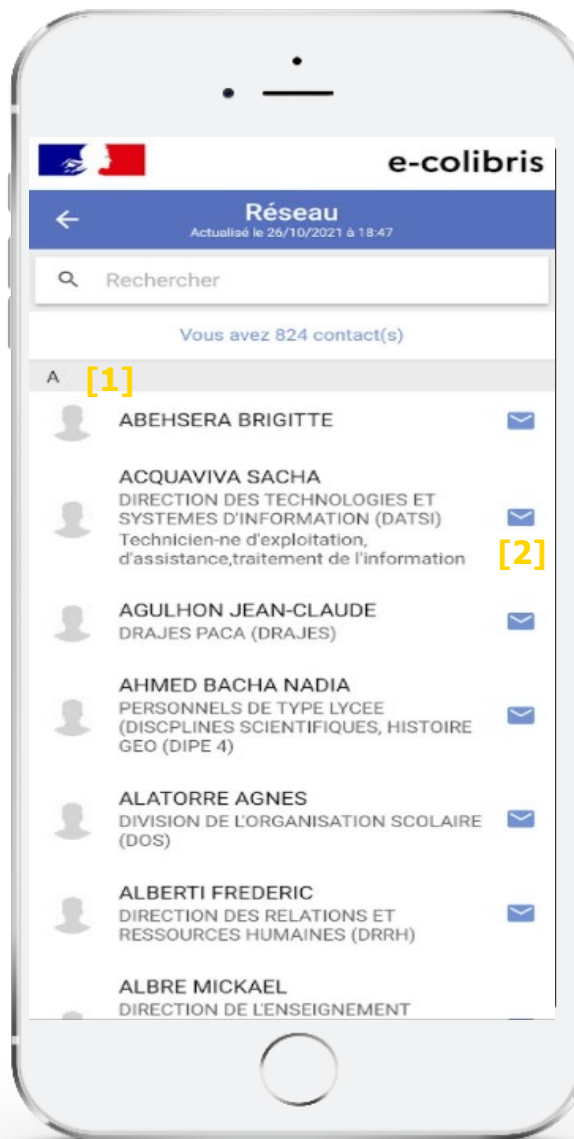 e-colibris
Réseau
Actualisé le 26/10/2021 à 18:47
Rechercher
Vous avez 824 contact(s)
A [1]
ABEHSERA BRIGITTE
ACQUAVIVA SACHA
DIRECTION DES TECHNOLOGIES ET
SYSTEMES D'INFORMATION (DATSI)
Technicien-ne d'exploitation,
d'assistance,traitement de l'information
[2]
AGULHON JEAN-CLAUDE
DRAJES PACA (DRAJES)
AHMED BACHA NADIA
PERSONNELS DE TYPE LYCEE
(DISCPLINES SCIENTIFIQUES, HISTOIRE
GEO (DIPE 4)
ALATORRE AGNES
DIVISION DE L'ORGANISATION SCOLAIRE
(DOS)
ALBERTI FREDERIC
DIRECTION DES RELATIONS ET
RESSOURCES HUMAINES (DRRH)
ALBRE MICKAEL
DIRECTION DE L'ENSEIGNEMENT